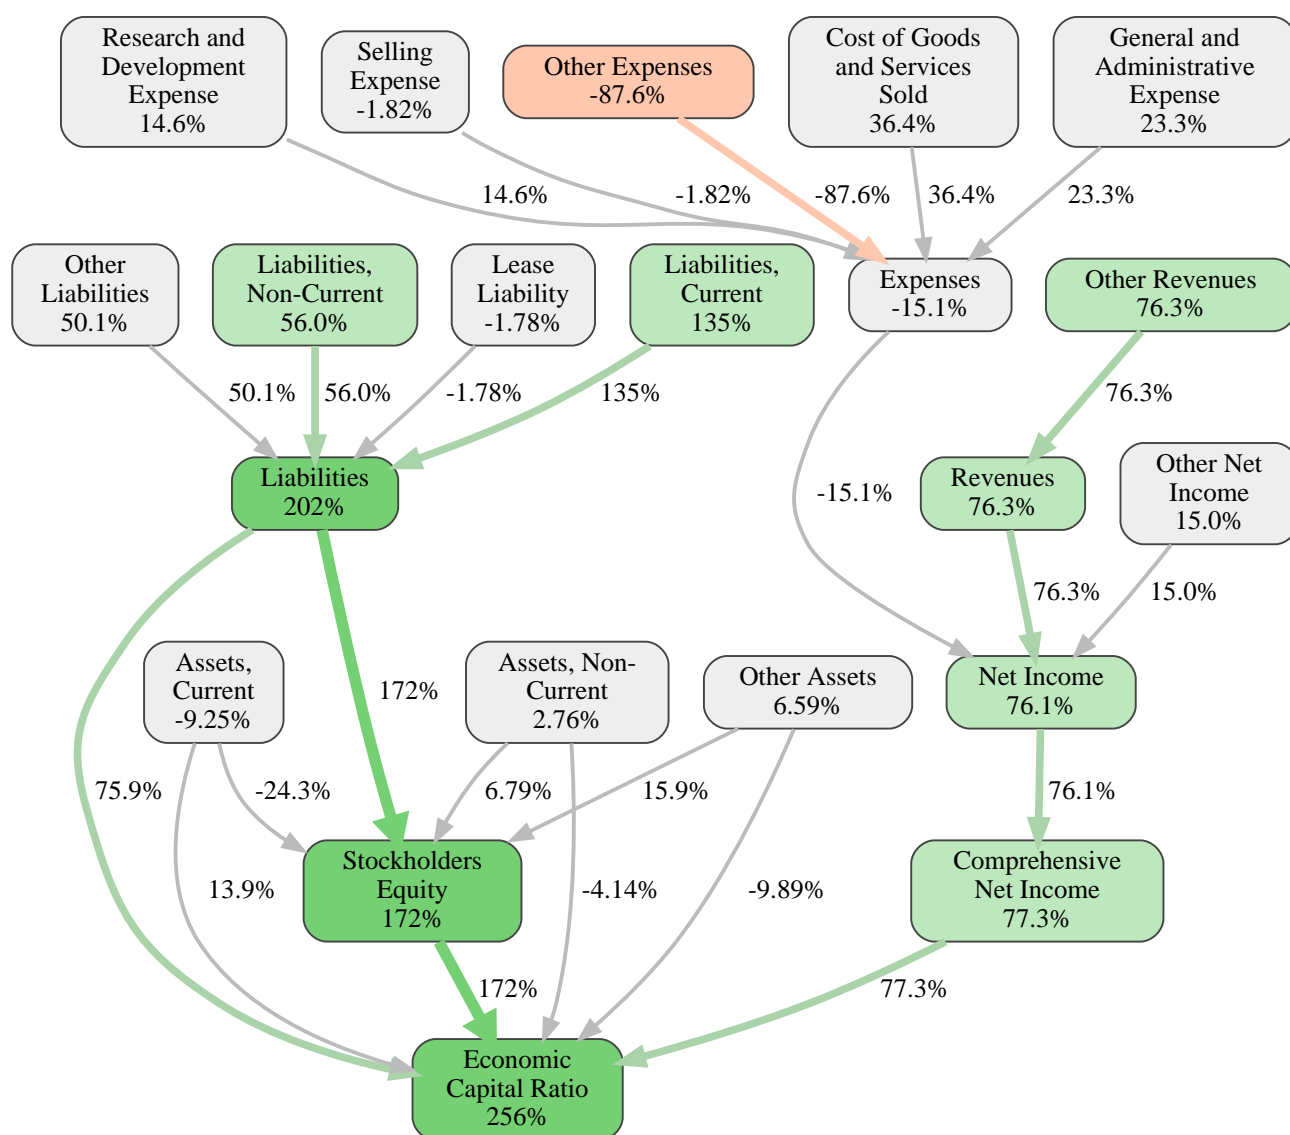 Research and
Development
Expense
14.6%
Selling
Expense
-1.82%
Other Expenses
-87.6%
Cost of Goods
and Services
Sold
36.4%
General and
Administrative
Expense
23.3%
14.6%
-1.82%
-87.6%
36.4%
23.3%
Other
Liabilities
50.1%
Liabilities,
Non-Current
56.0%
Lease
Liability
-1.78%
Liabilities,
Current
135%
Expenses
-15.1%
Other Revenues
76.3%
50.1%
56.0%
-1.78%
135%
76.3%
Liabilities
202%
-15.1%
Revenues
76.3%
Other Net
Income
15.0%
76.3%
15.0%
Assets,
Current
-9.25%
172%
Assets, Non-
Current
2.76%
Other Assets
6.59%
Net Income
76.1%
75.9%
-24.3%
6.79%
15.9%
76.1%
Stockholders
Equity
172%
13.9%
-4.14%
-9.89%
Comprehensive
Net Income
77.3%
172%
77.3%
Economic
Capital Ratio
256%